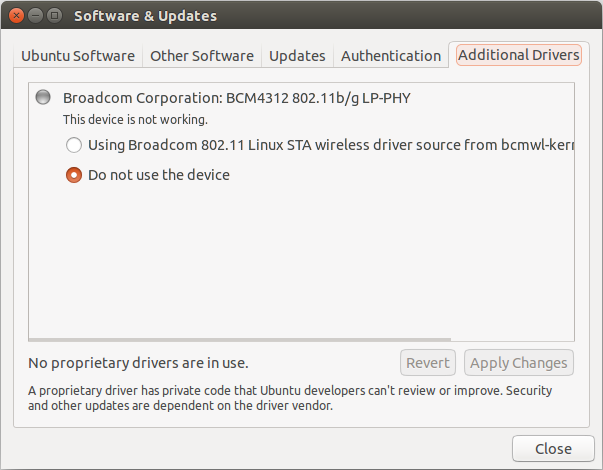 Software & Updates
Ubuntu Software
Other Software
Updates
Authentication
Additional Drivers
Broadcom Corporation: BCM4312 802.11b/g LP-PHY
This device is not working.
Using Broadcom 802.11 Linux STA wireless driver source from bcmwl-kern
Do not use the device
No proprietary drivers are in use.
Revert
Apply Changes
A proprietary driver has private code that Ubuntu developers can't review or improve. Security
and other updates are dependent on the driver vendor.
Close